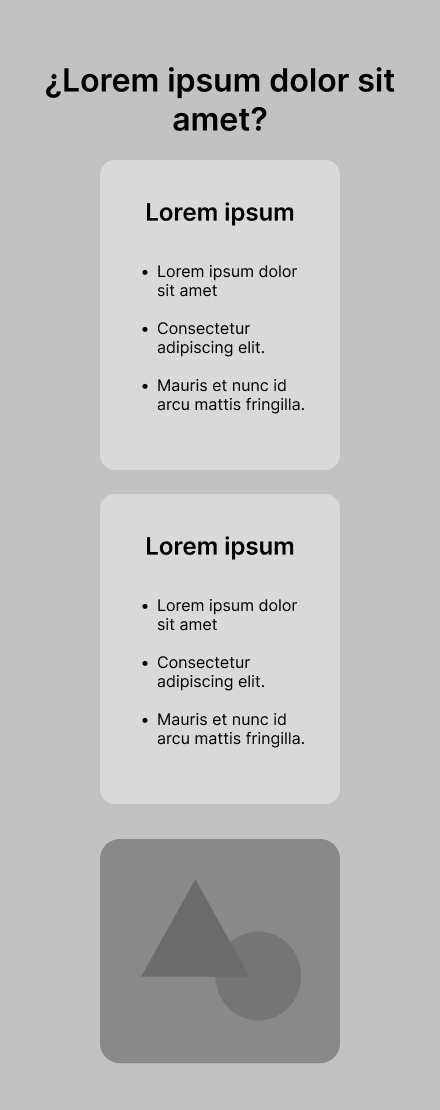 ¿Lorem ipsum dolor sit
amet?
Lorem ipsum
• Lorem ipsum dolor
sit amet
• Consectetur
adipiscing elit.
• Mauris et nunc id
arcu mattis fringilla.
Lorem ipsum
• Lorem ipsum dolor
sit amet
• Consectetur
adipiscing elit.
• Mauris et nunc id
arcu mattis fringilla.